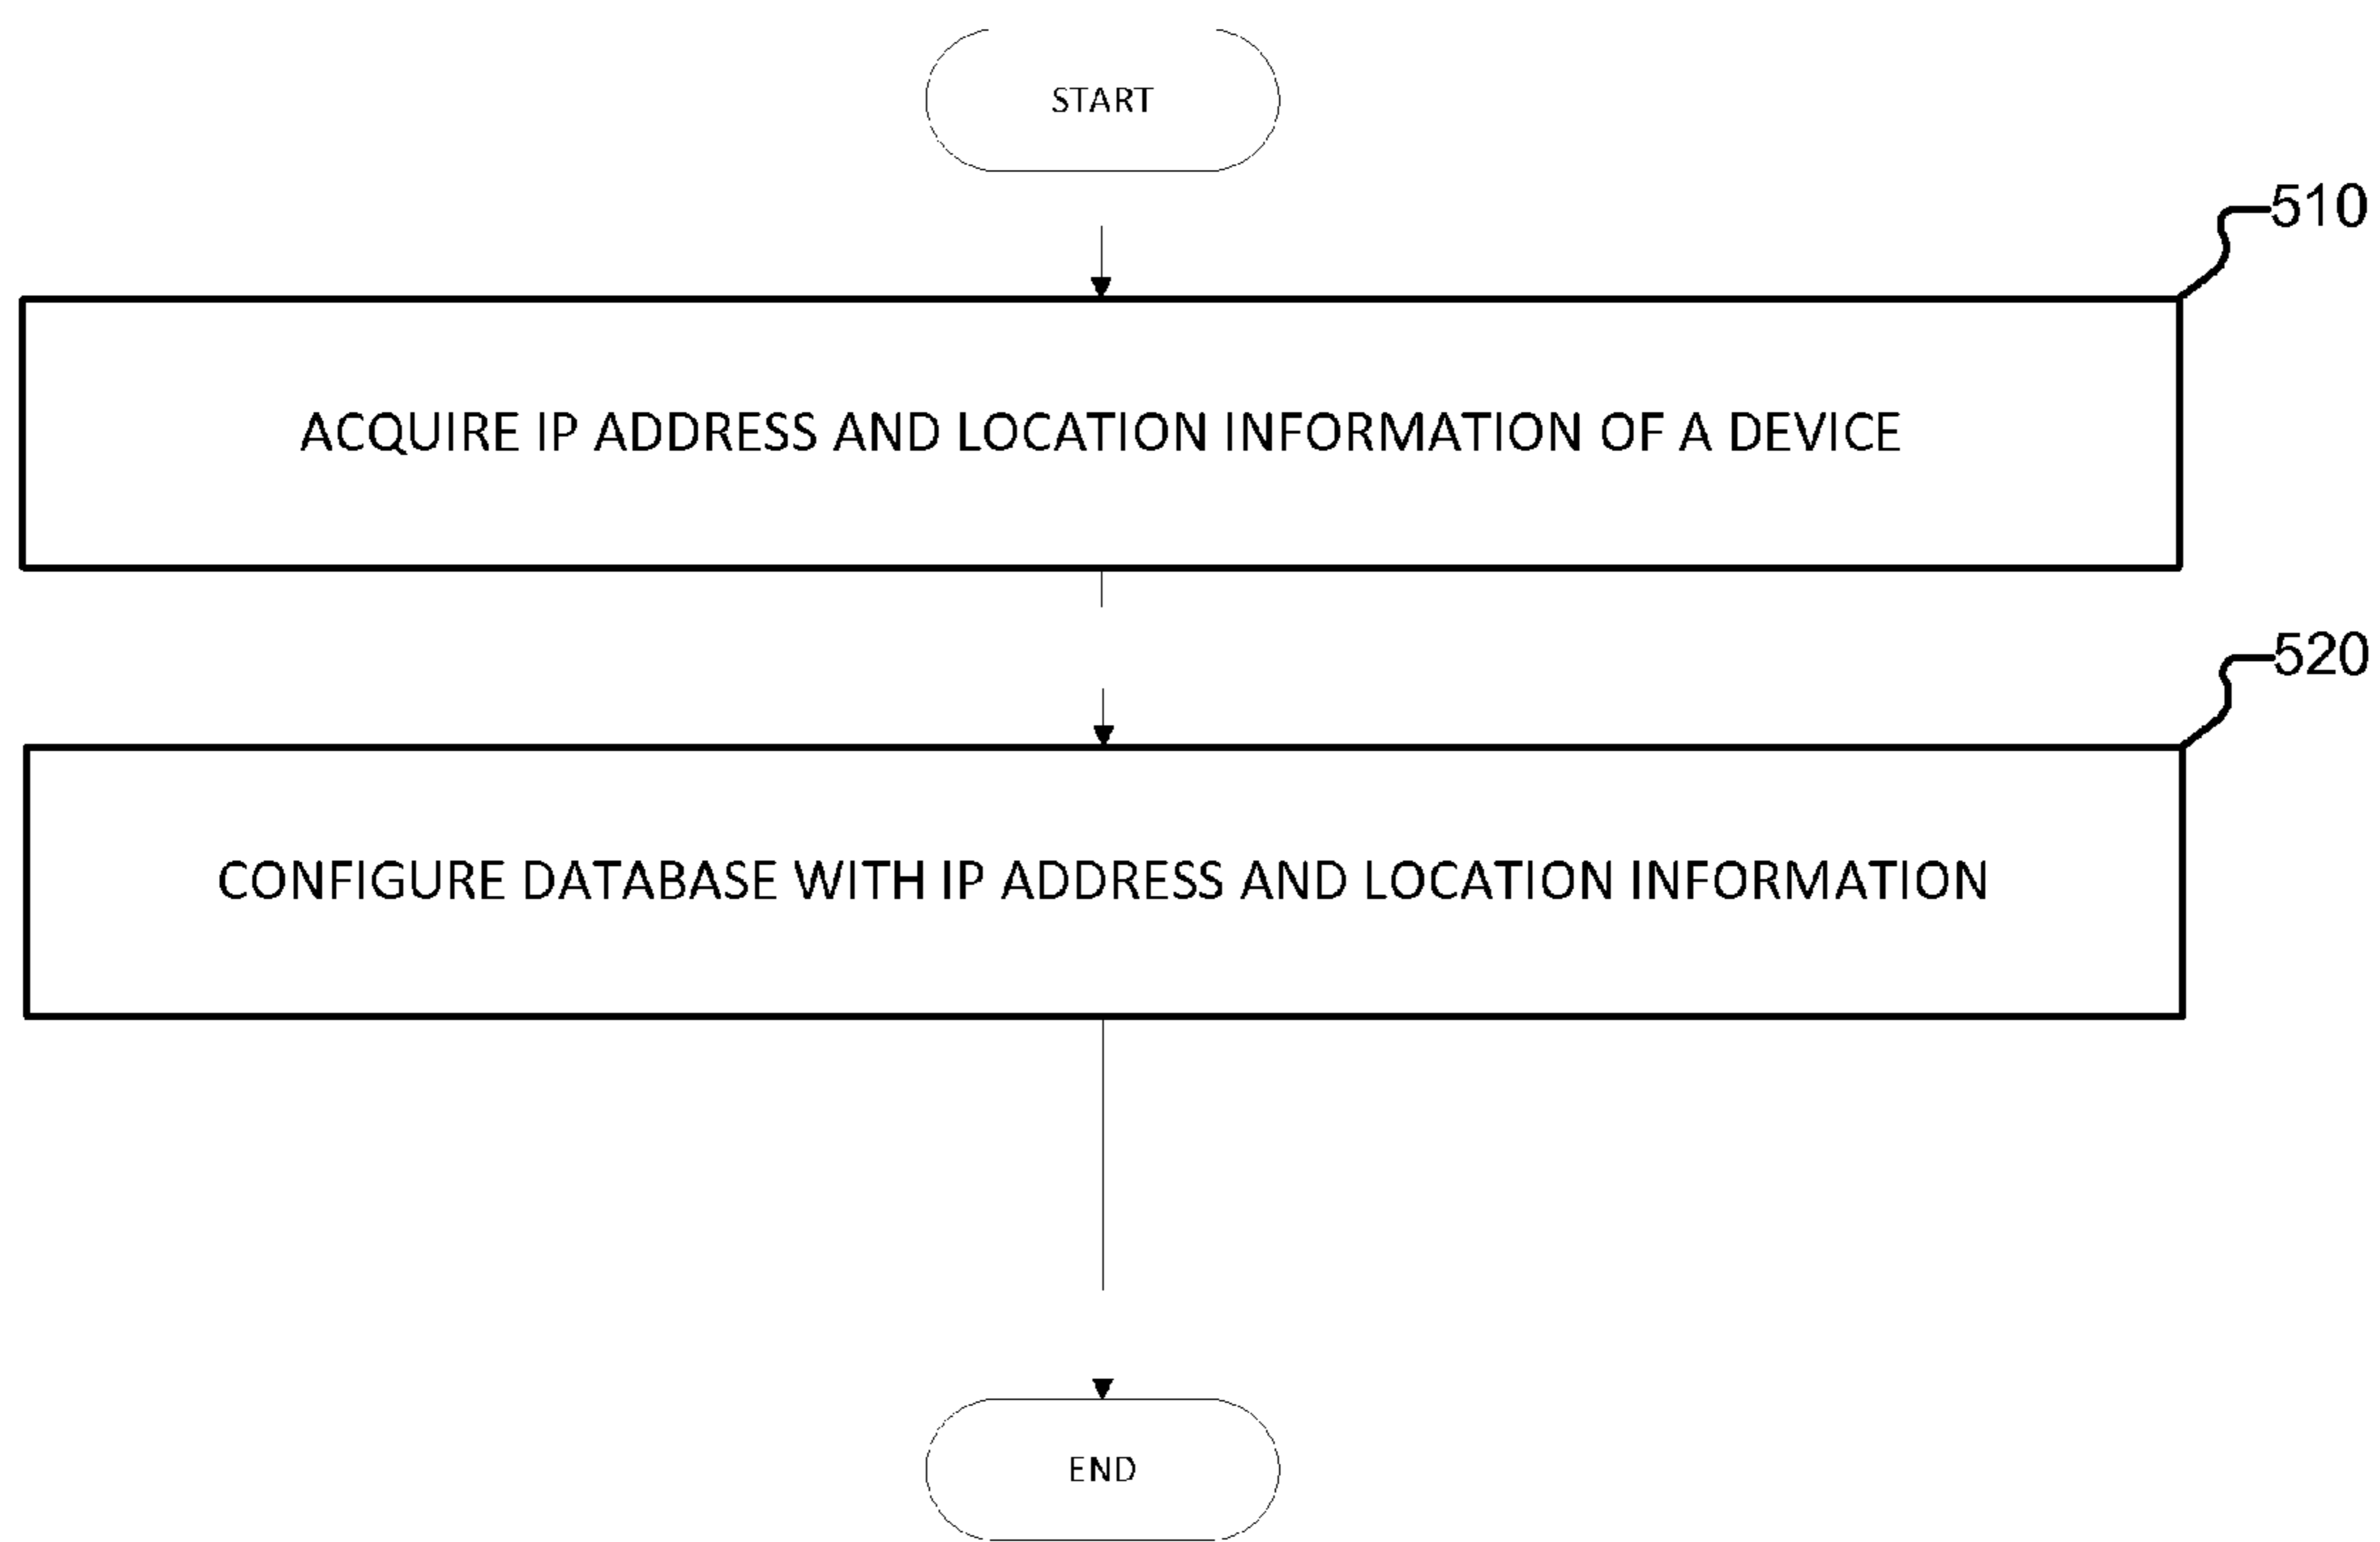 START
510
ACQUIRE IP ADDRESS AND LOCATION INFORMATION OF A DEVICE
520
CONFIGURE DATABASE WITH IP ADDRESS AND LOCATION INFORMATION
END